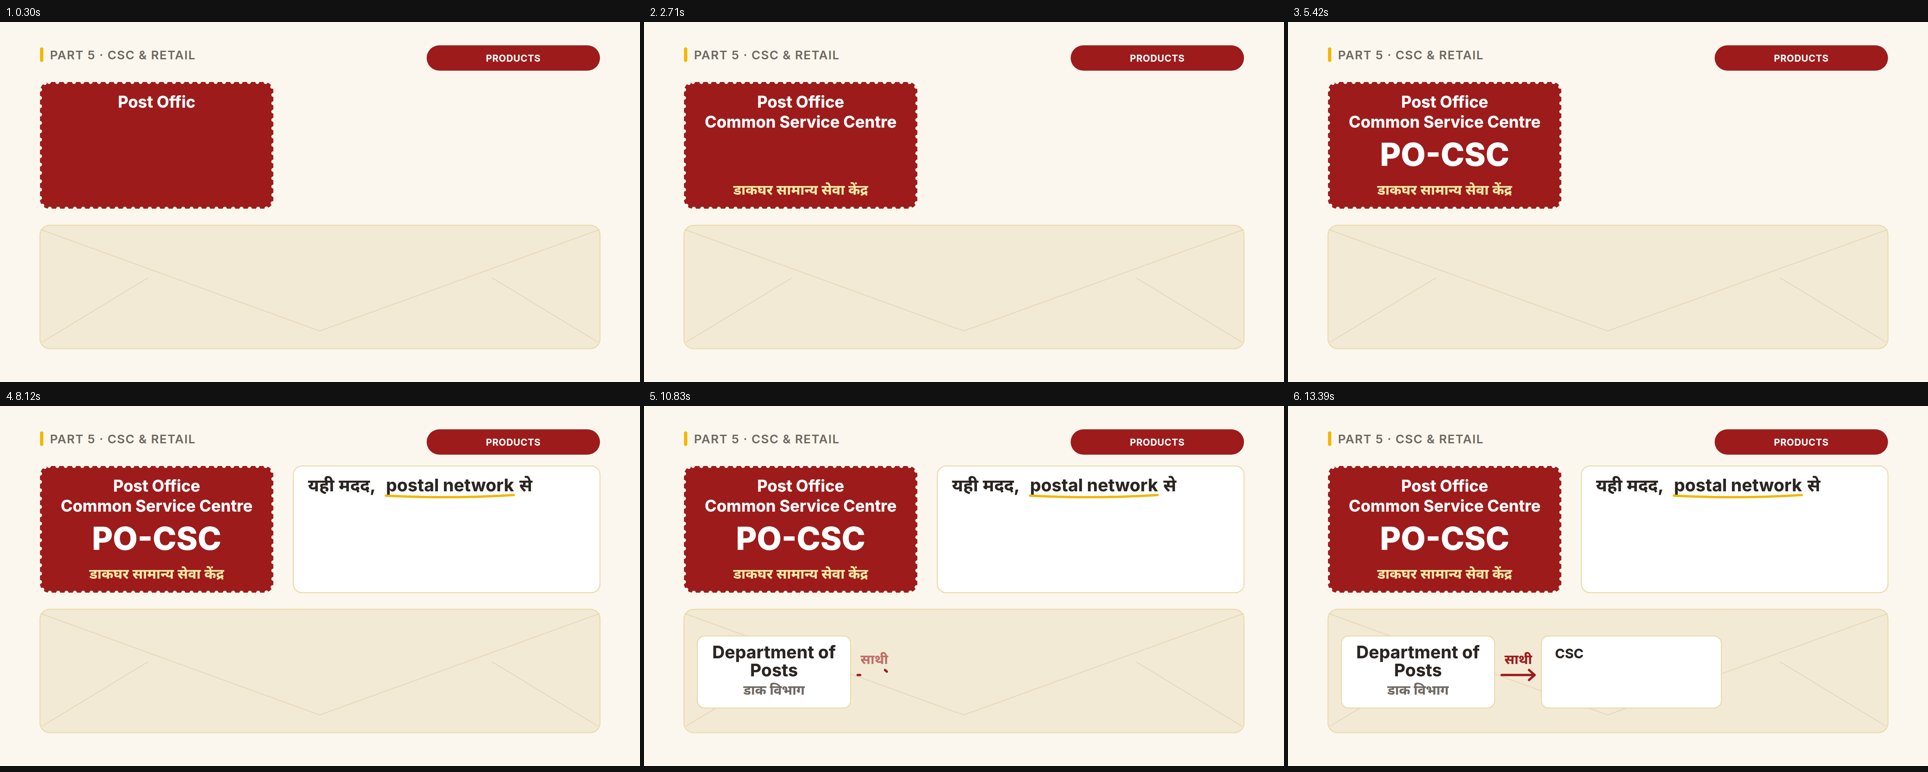 1. 0.30s
PART 5 · CSC & RETAIL
PRODUCTS
Post Offic
2. 2.71s
PART 5 · CSC & RETAIL
PRODUCTS
Post Office
Common Service Centre
डाकघर सामान्य सेवा केंद्र
3. 5.42s
PART 5 · CSC & RETAIL
PRODUCTS
Post Office
Common Service Centre
PO-CSC
डाकघर सामान्य सेवा केंद्र
4. 8.12s
PART 5 · CSC & RETAIL
PRODUCTS
Post Office
Common Service Centre
PO-CSC
डाकघर सामान्य सेवा केंद्र
यही मदद, postal network से
5. 10.83s
PART 5 · CSC & RETAIL
PRODUCTS
Post Office
Common Service Centre
PO-CSC
डाकघर सामान्य सेवा केंद्र
यही मदद, postal network से
Department of
Posts
डाक विभाग
साथी
6. 13.39s
PART 5 · CSC & RETAIL
PRODUCTS
Post Office
Common Service Centre
PO-CSC
डाकघर सामान्य सेवा केंद्र
यही मदद, postal network से
Department of
Posts
डाक विभाग
साथी
CSC